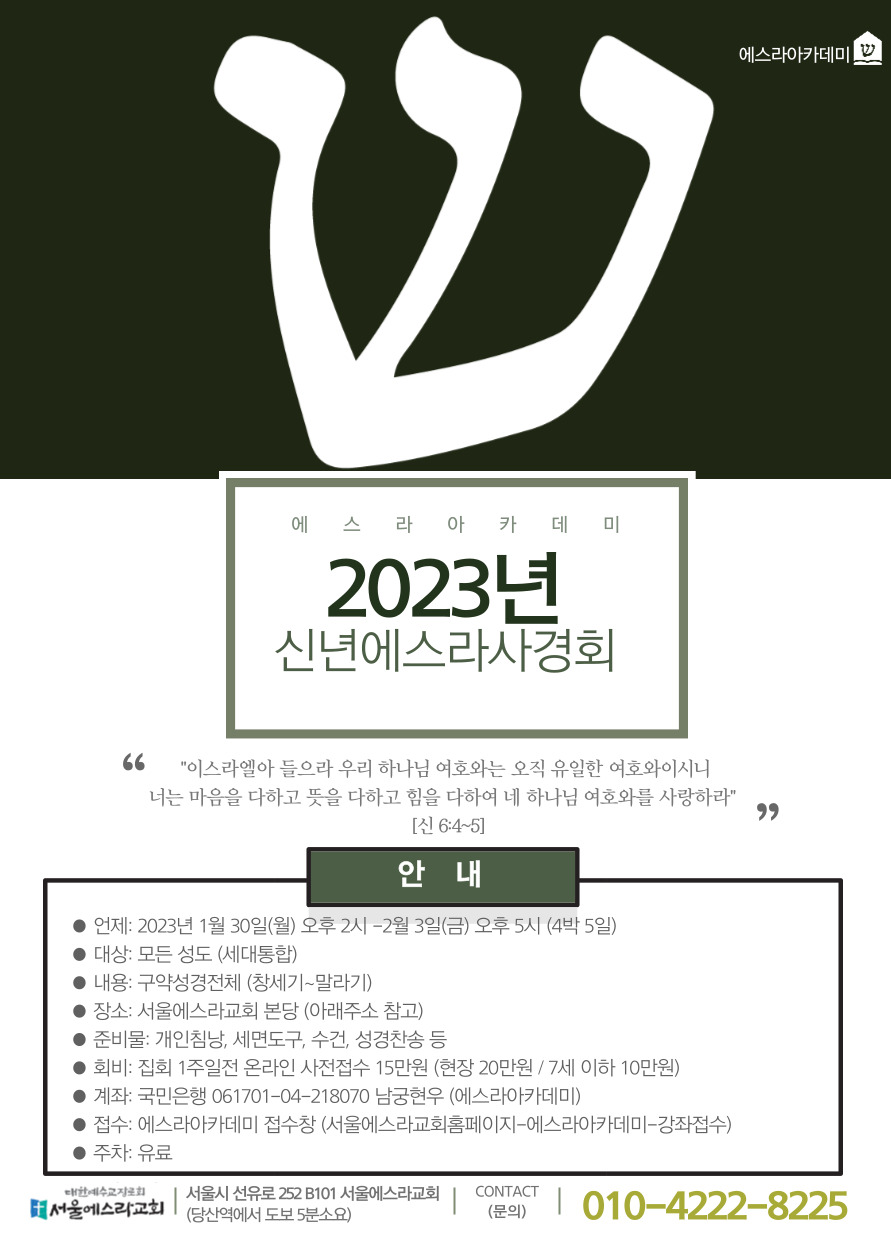 에스라아카데미
ש
ש
에스라아카데미
2023년
신년에스라사경회
“
"이스라엘아 들으라 우리 하나님 여호와는 오직 유일한 여호와이시니
너는 마음을 다하고 뜻을 다하고 힘을 다하여 네 하나님 여호와를 사랑하라"
”
[신 6:4~5]
안 내
● 언제: 2023년 1월 30일(월) 오후 2시 -2월 3일(금) 오후 5시 (4박 5일)
● 대상: 모든 성도 (세대통합)
● 내용: 구약성경전체 (창세기~말라기)
● 장소: 서울에스라교회 본당 (아래주소 참고)
● 준비물: 개인침낭, 세면도구, 수건, 성경찬송 등
● 회비: 집회 1주일전 온라인 사전접수 15만원 (현장 20만원 / 7세 이하 10만원)
● 계좌: 국민은행 061701-04-218070 남궁현우 (에스라아카데미)
● 접수: 에스라아카데미 접수창 (서울에스라교회홈페이지-에스라아카데미-강좌접수)
● 주차: 유료
대한예수교장로회
서울에스라교회
서울시 선유로 252 B101 서울에스라교회
(당산역에서 도보 5분소요)
CONTACT
(문의)
010-4222-8225